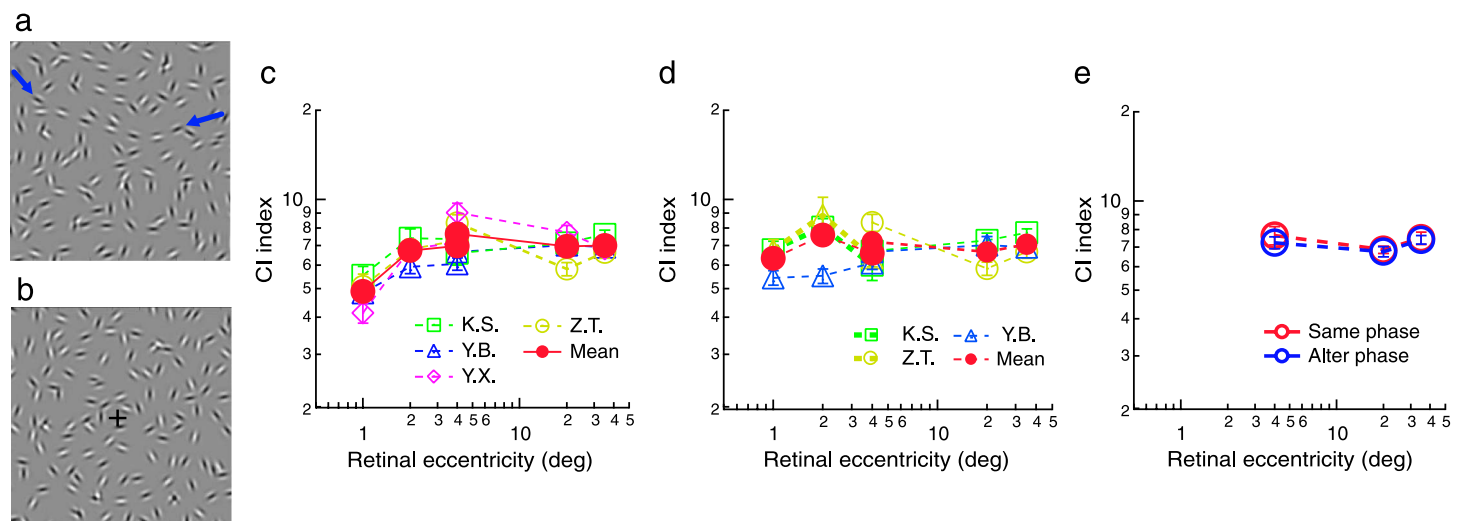 a
b
c
CI index
2
10
9
8
7
6
5
4
3
2
K.S.
Y.B.
Y.X.
Z.T.
Mean
1 2 3 4 5 6 10 2 3 4 5
Retinal eccentricity (deg)
d
CI index
2
10
9
8
7
6
5
4
3
2
K.S.
Z.T.
Y.B.
Mean
1 2 3 4 5 6 10 2 3 4 5
Retinal eccentricity (deg)
e
CI index
2
10
9
8
7
6
5
4
3
2
Same phase
Alter phase
1 2 3 4 5 6 10 2 3 4 5
Retinal eccentricity (deg)